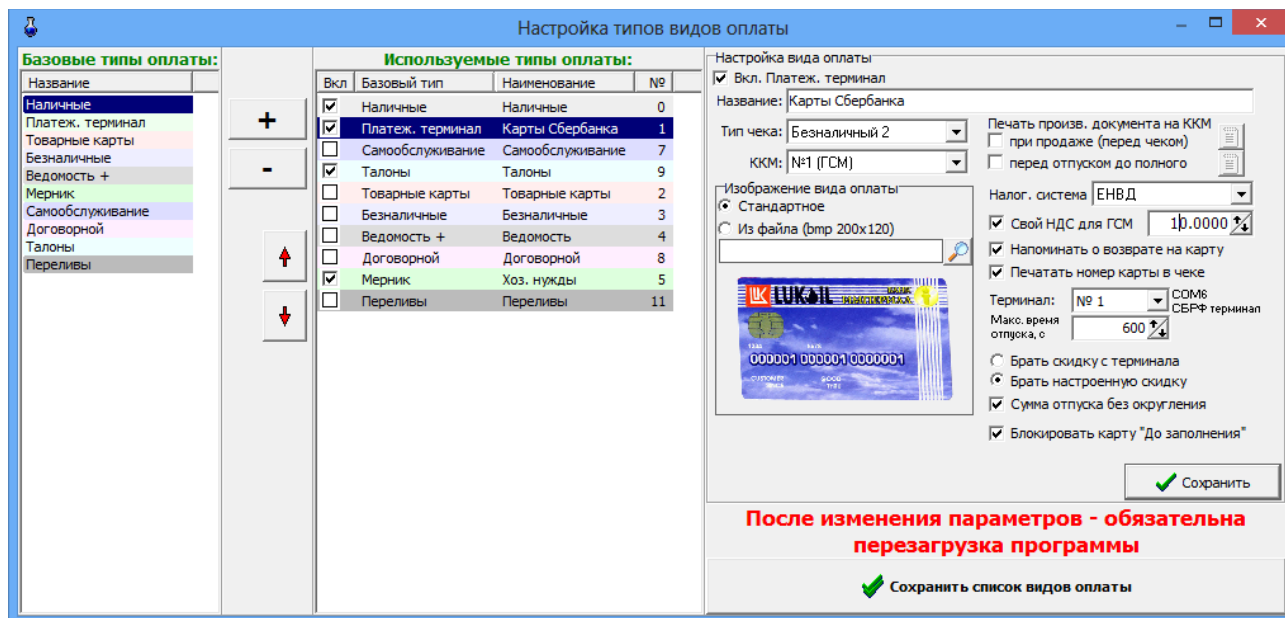 Настройка типов видов оплаты
Базовые типы оплаты:
Название
Наличные
Платеж. терминал
Товарные карты
Безналичные
Ведомость +
Мерник
Самообслуживание
Договорной
Талоны
Переливы
+
-
Используемые типы оплаты:
Вкл Базовый тип Наименование №
Наличные Наличные 0
Платеж. терминал Карты Сбербанка 1
Самообслуживание Самообслуживание 7
Талоны Талоны 9
Товарные карты Товарные карты 2
Безналичные Безналичные 3
Ведомость + Ведомость 4
Договорной Договорной 8
Мерник Хоз. нужды 5
Переливы Переливы 11
Настройка вида оплаты
Вкл. Платеж. терминал
Название: Карты Сбербанка
Тип чека: Безналичный 2
ККМ: №1 (ГСМ)
Изображение вида оплаты
Стандартное
Из файла (bmp 200x120)
LUKOIL
000001 000001 0000001
Печать произв. документа на ККМ
при продаже (перед чеком)
перед отпуском до полного
Налог. система ЕНВД
Свой НДС для ГСМ 10.0000
Напоминать о возврате на карту
Печатать номер карты в чеке
Терминал: № 1 COM6
СБРФ терминал
Макс. время
отпуска, с 600
Брать скидку с терминала
Брать настроенную скидку
Сумма отпуска без округления
Блокировать карту "До заполнения"
Сохранить
После изменения параметров - обязательна
перезагрузка программы
Сохранить список видов оплаты